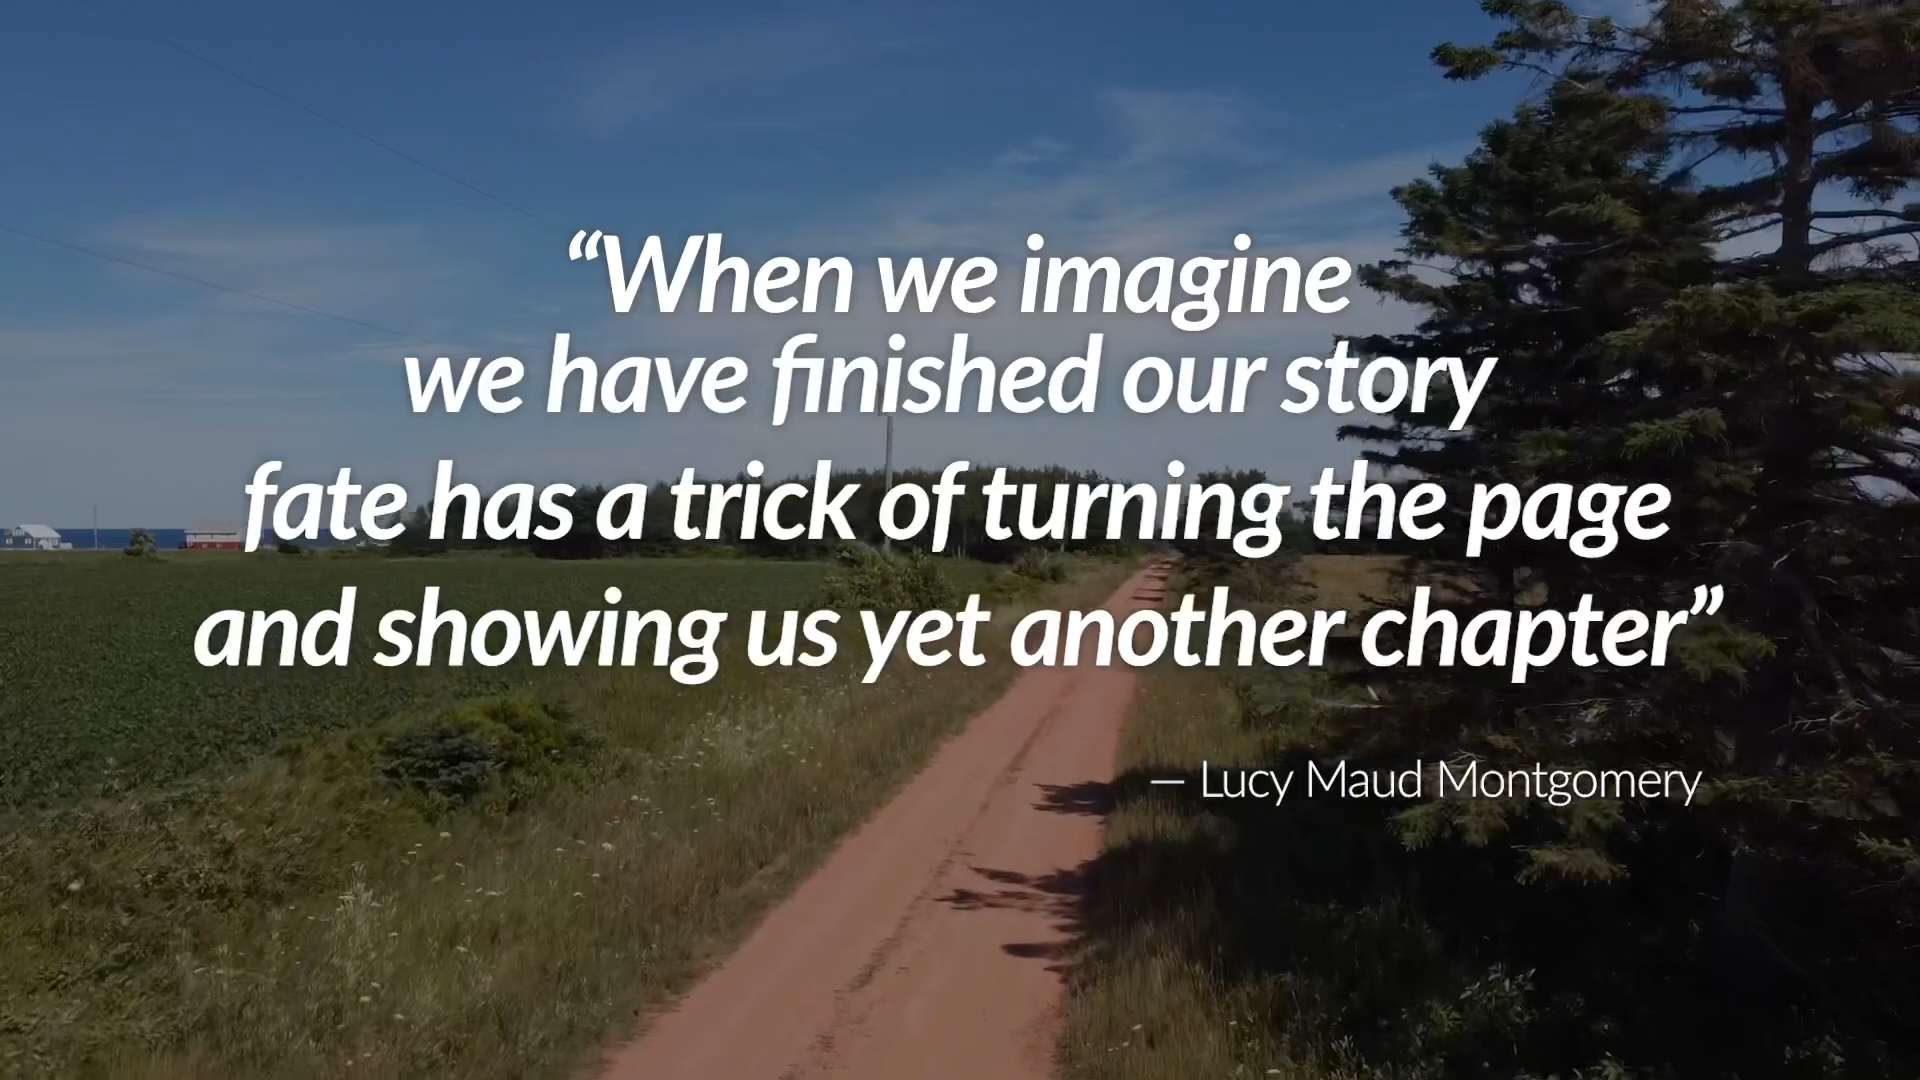 “When we imagine
we have finished our story
fate has a trick of turning the page
and showing us yet another chapter”
— Lucy Maud Montgomery